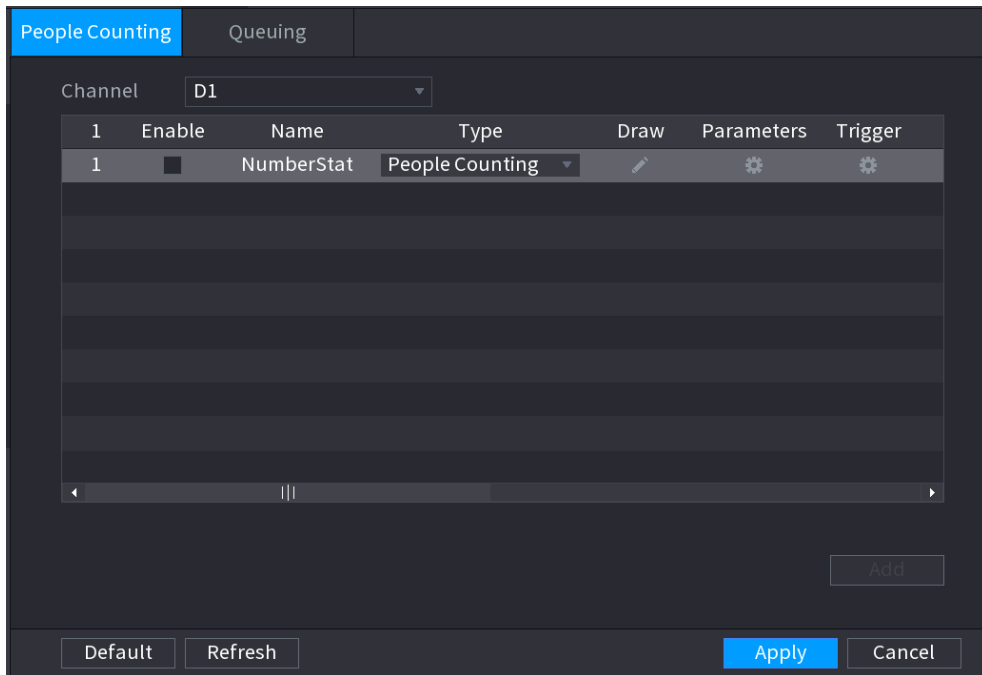 People Counting Queuing
Channel D1
1 Enable Name Type Draw Parameters Trigger
1 NumberStat People Counting
Add
Default Refresh Apply Cancel